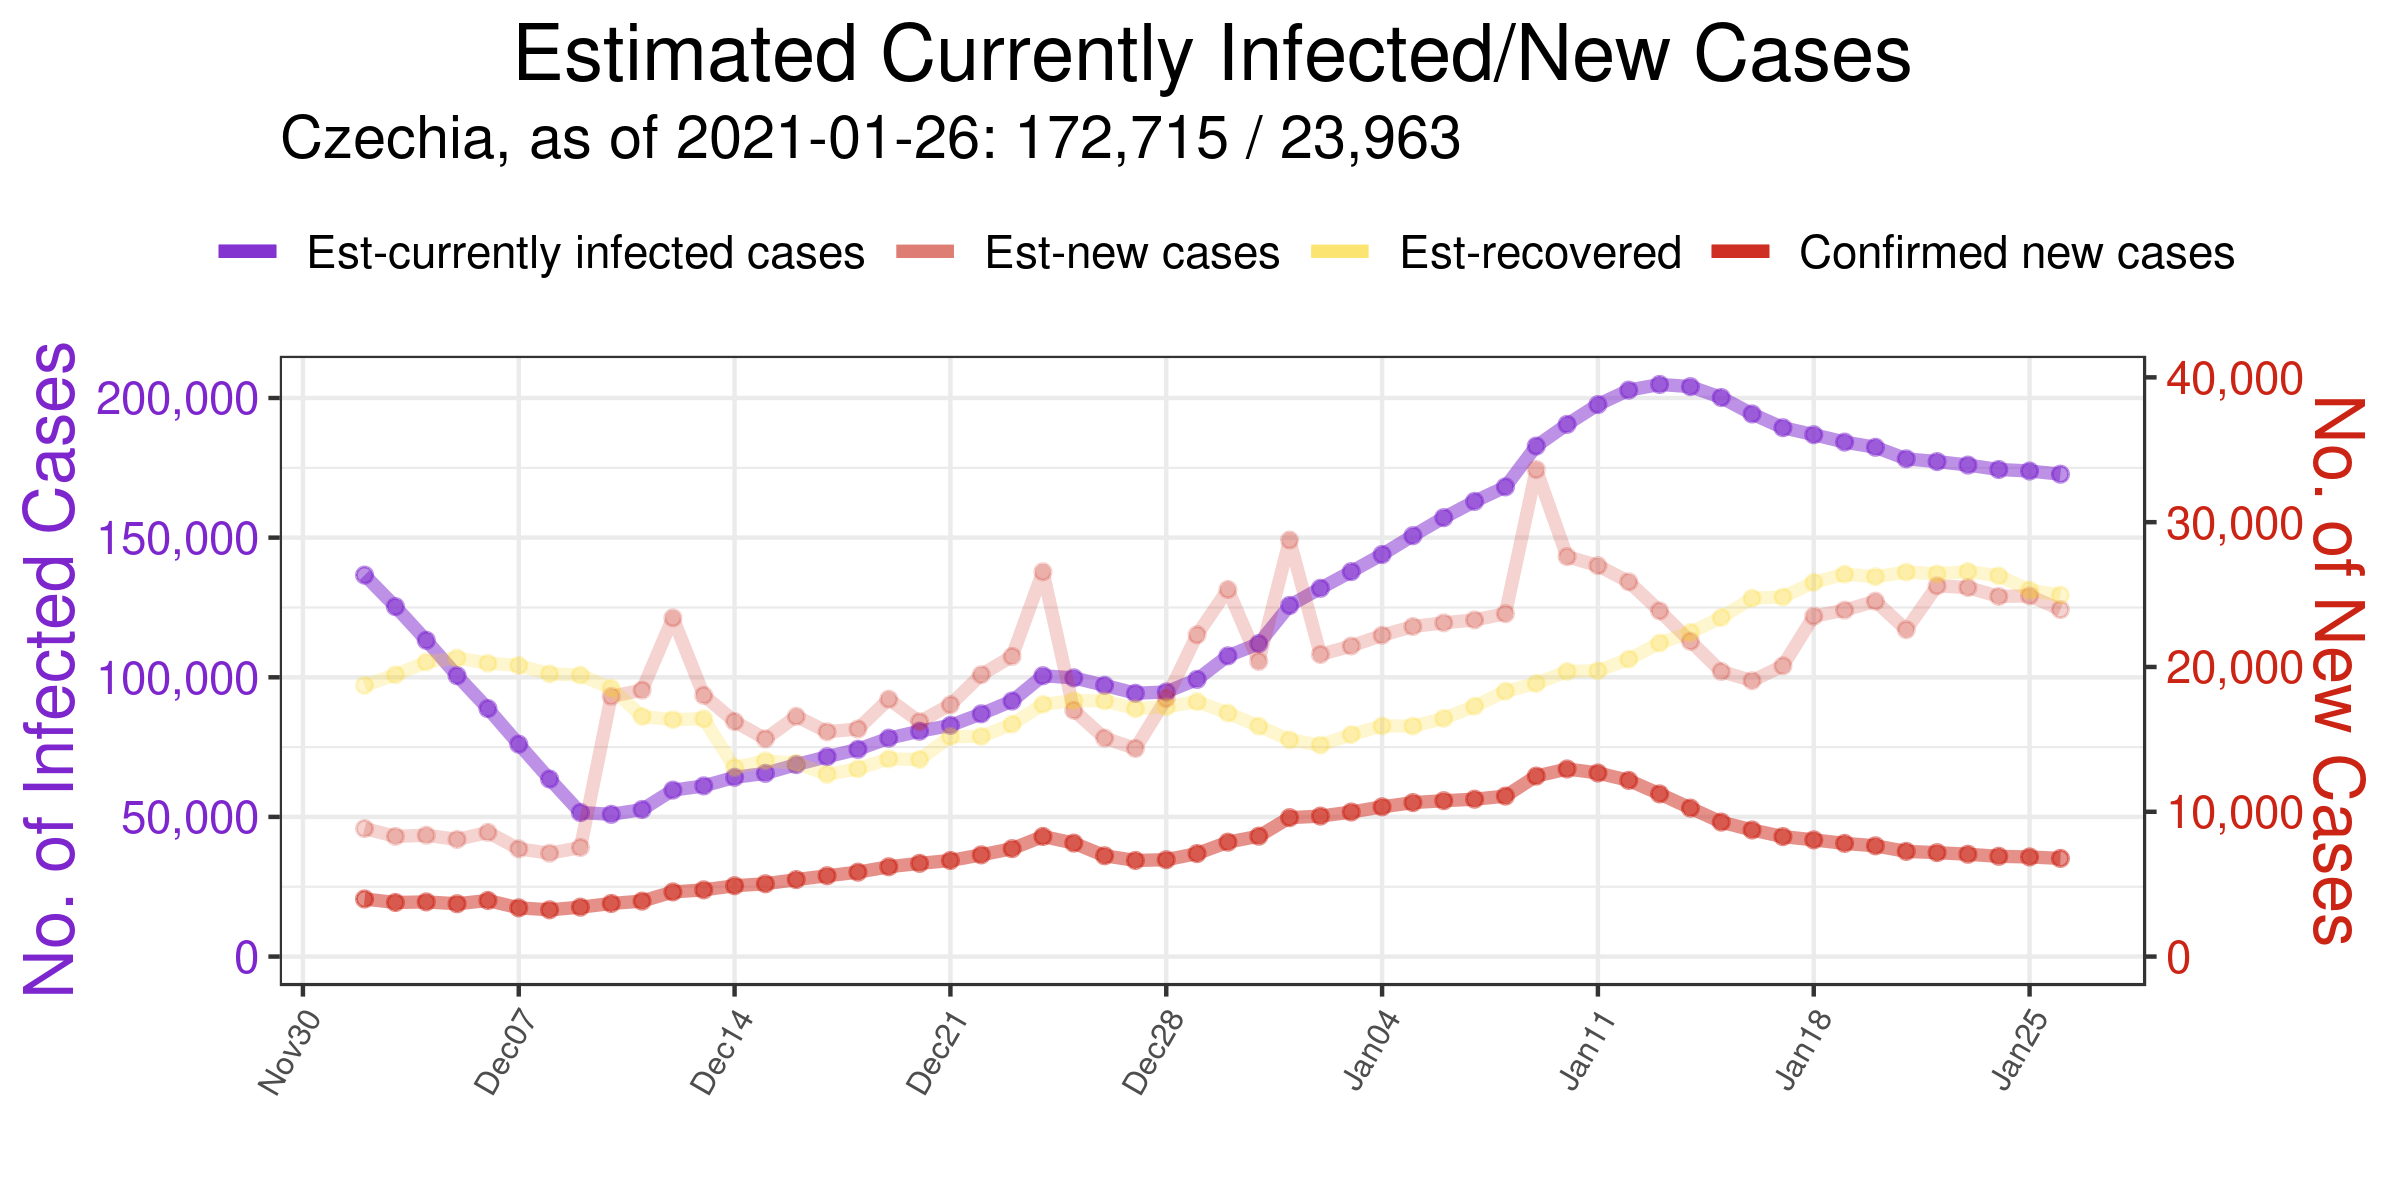 Estimated Currently Infected/New Cases
Czechia, as of 2021-01-26: 172,715 / 23,963
Est-currently infected cases Est-new cases Est-recovered Confirmed new cases
No. of Infected Cases
200,000
150,000
100,000
50,000
0
40,000
30,000
20,000
10,000
0
No. of New Cases
Nov30 Dec07 Dec14 Dec21 Dec28 Jan04 Jan11 Jan18 Jan25